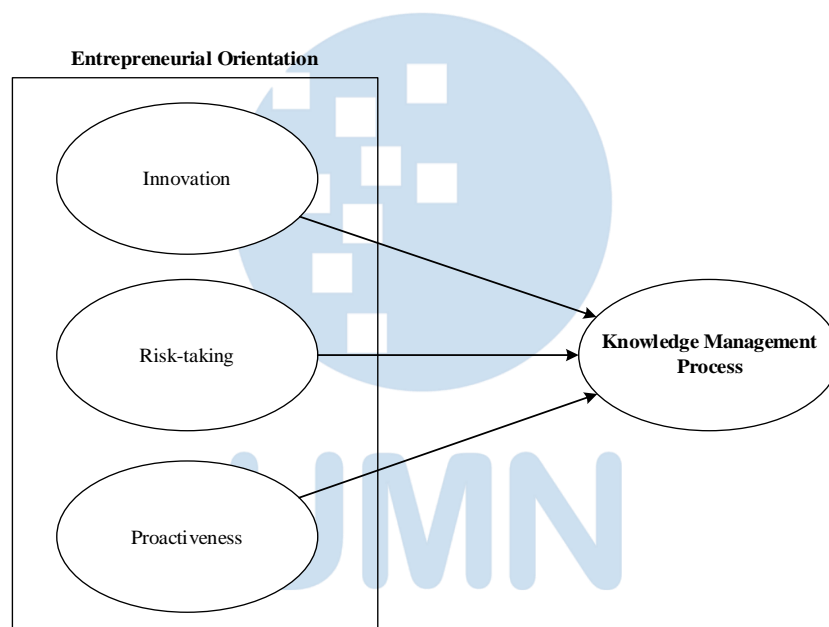 Entrepreneurial Orientation
Innovation
Risk-taking
Knowledge Management
Process
Proactiveness
UMN